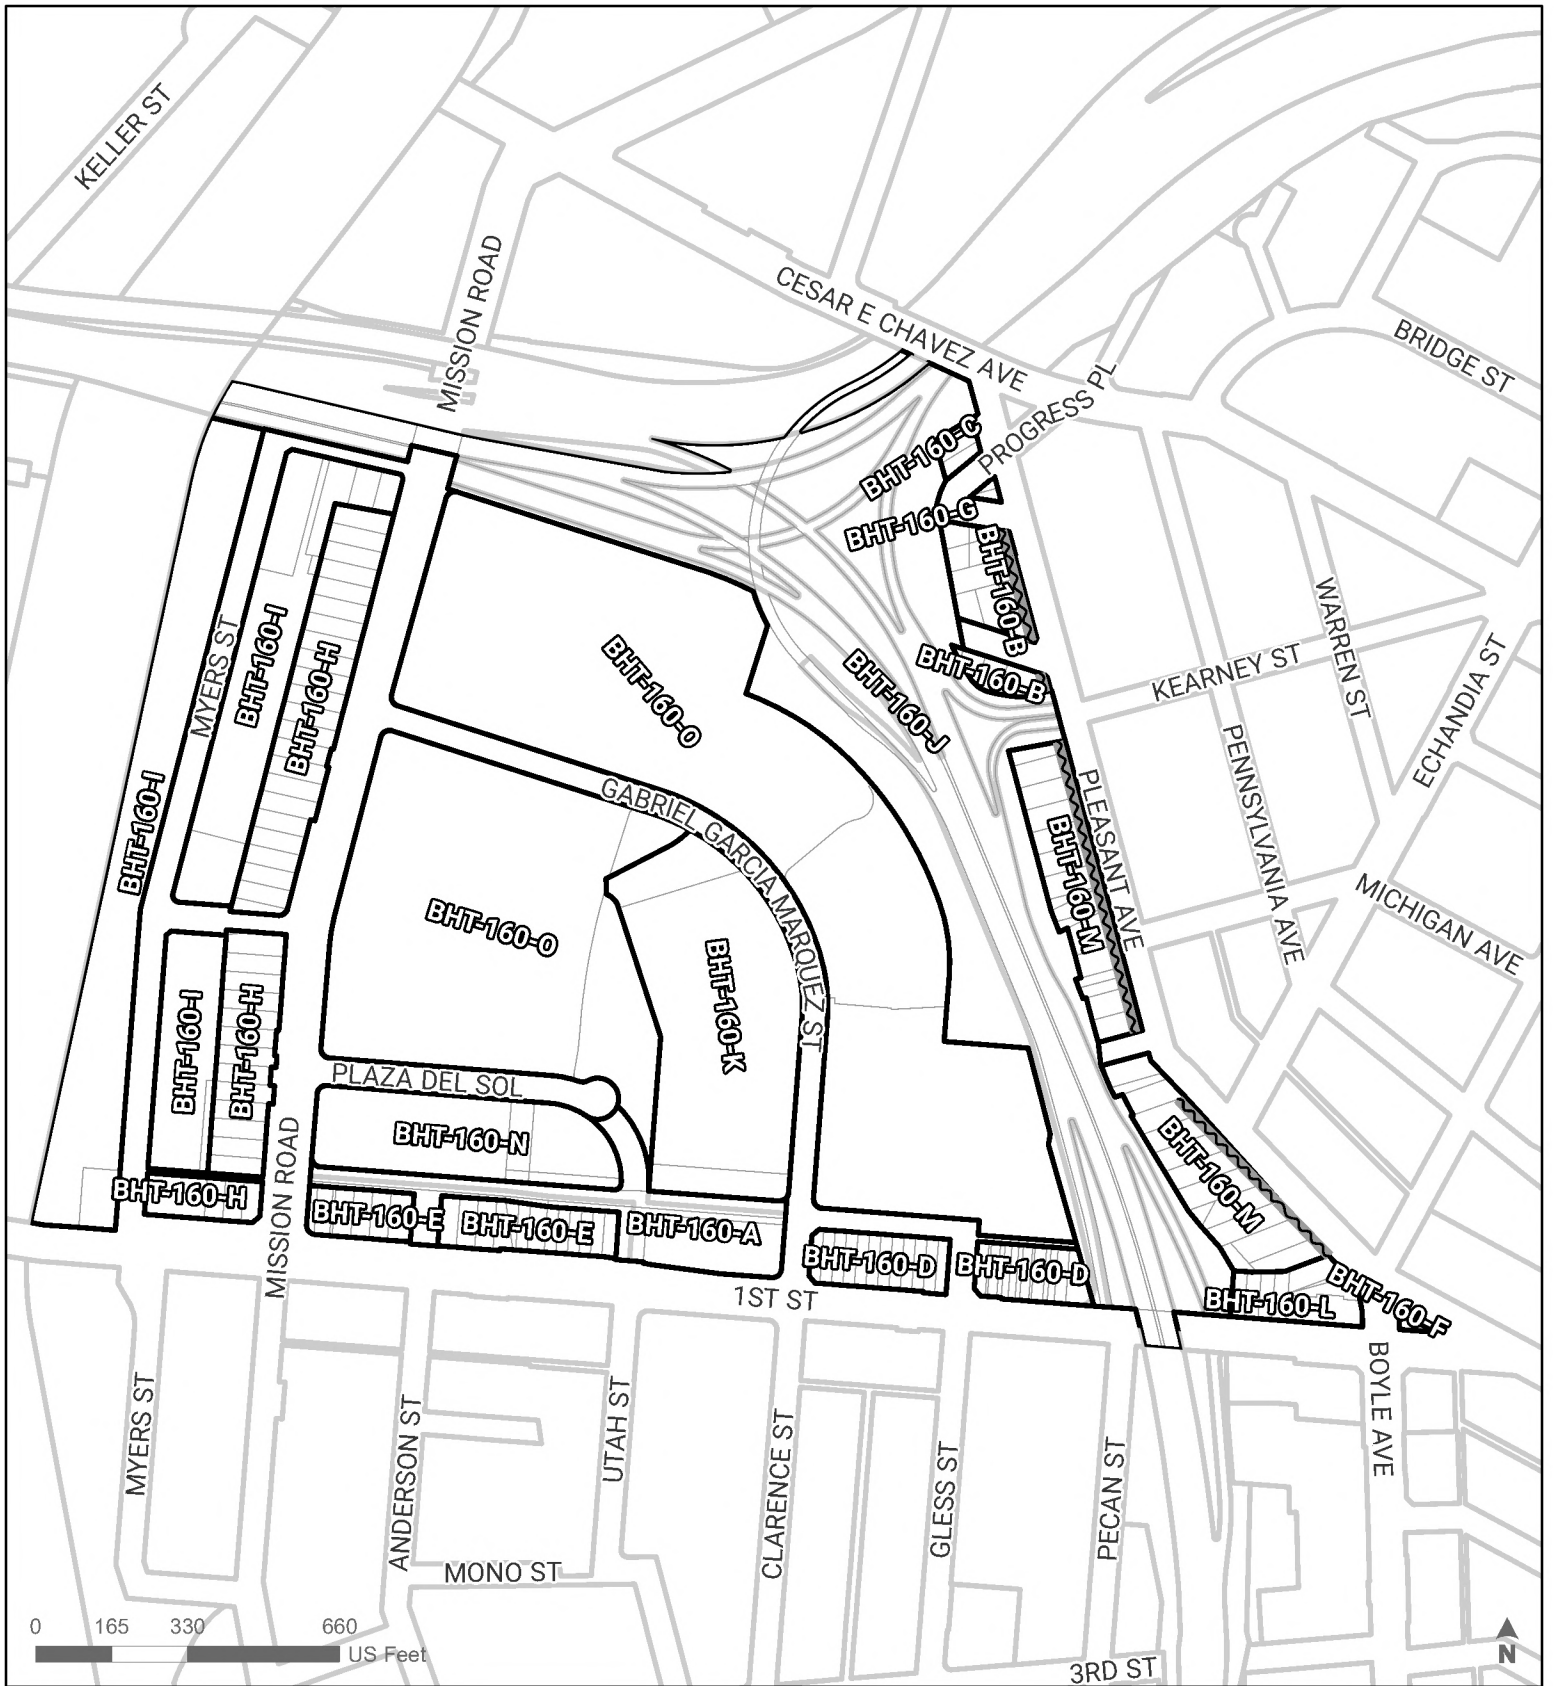 KELLER ST
MISSION ROAD
CESAR E CHAVEZ AVE
BRIDGE ST
PROGRESS PL
BHT-160-C
BHT-160-G
BHT-160-B
WARREN ST
MYERS ST
BHT-160-I
BHT-160-H
BHT-160-O
BHT-160-J
BHT-160-B
KEARNEY ST
ECHANDIA ST
PENNSYLVANIA AVE
BHT-160-I
GABRIEL GARCIA MARQUEZ ST
PLEASANT AVE
BHT-160-M
MICHIGAN AVE
BHT-160-O
BHT-160-K
BHT-160-I
BHT-160-H
PLAZA DEL SOL
BHT-160-N
BHT-160-M
BHT-160-H
MISSION ROAD
BHT-160-E
BHT-160-E
BHT-160-A
BHT-160-D
BHT-160-D
BHT-160-L
BHT-160-F
1ST ST
BOYLE AVE
MYERS ST
ANDERSON ST
UTAH ST
CLARENCE ST
GLESS ST
PECAN ST
MONO ST
3RD ST
0 165 330 660
US Feet
N